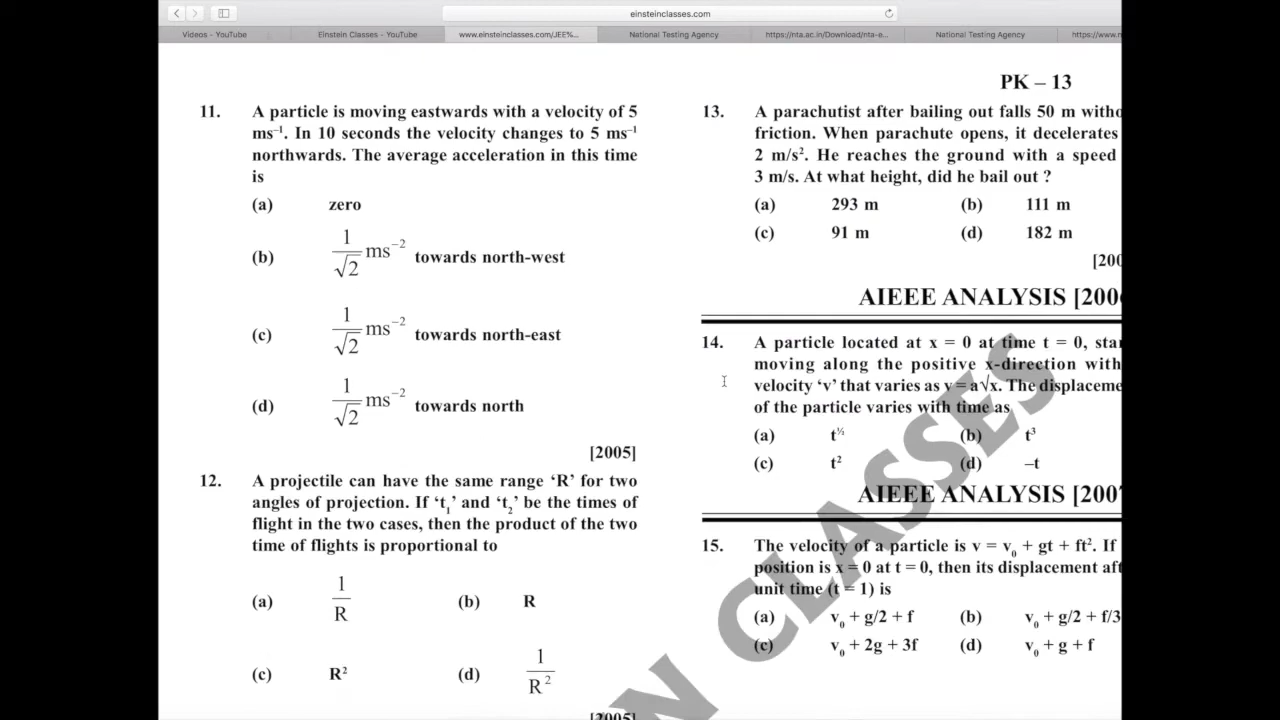 einsteinclasses.com
Videos - YouTube
Einstein Classes - YouTube
www.einsteinclasses.com/JEE%...
National Testing Agency
https://nta.ac.in/Download/nta-e...
National Testing Agency
https://www.n
PK – 13
11. A particle is moving eastwards with a velocity of 5
ms⁻¹. In 10 seconds the velocity changes to 5 ms⁻¹
northwards. The average acceleration in this time
is
(a) zero
(b) 1/√2 ms⁻² towards north-west
(c) 1/√2 ms⁻² towards north-east
(d) 1/√2 ms⁻² towards north
[2005]
12. A projectile can have the same range ‘R’ for two
angles of projection. If ‘t₁’ and ‘t₂’ be the times of
flight in the two cases, then the product of the two
time of flights is proportional to
(a) 1/R (b) R
(c) R² (d) 1/R²
[2005]
13. A parachutist after bailing out falls 50 m witho
friction. When parachute opens, it decelerates
2 m/s². He reaches the ground with a speed
3 m/s. At what height, did he bail out ?
(a) 293 m (b) 111 m
(c) 91 m (d) 182 m
[200
AIEEE ANALYSIS [200
14. A particle located at x = 0 at time t = 0, star
moving along the positive x-direction with
velocity ‘v’ that varies as v = a√x. The displaceme
of the particle varies with time as
(a) t^½ (b) t³
(c) t² (d) –t
AIEEE ANALYSIS [2007
15. The velocity of a particle is v = v₀ + gt + ft². If
position is x = 0 at t = 0, then its displacement aft
unit time (t = 1) is
(a) v₀ + g/2 + f (b) v₀ + g/2 + f/3
(c) v₀ + 2g + 3f (d) v₀ + g + f
N CLASSES